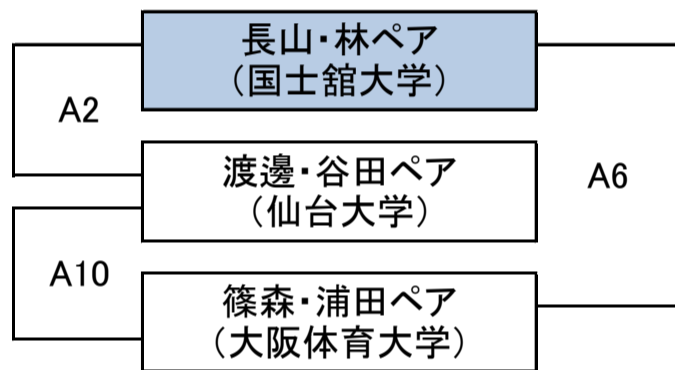 長山・林ペア
（国士舘大学）
A2
渡邊・谷田ペア
（仙台大学）
A6
A10
篠森・浦田ペア
（大阪体育大学）